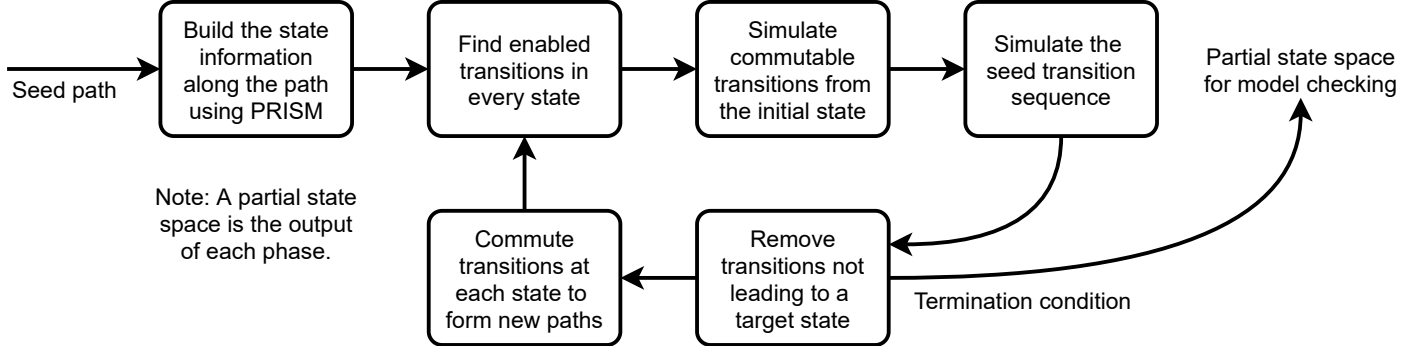 Seed path
Build the state
information
along the path
using PRISM
Find enabled
transitions in
every state
Simulate
commutable
transitions from
the initial state
Simulate the
seed transition
sequence
Partial state space
for model checking
Note: A partial state
space is the output
of each phase.
Commute
transitions at
each state to
form new paths
Remove
transitions not
leading to a
target state
Termination condition